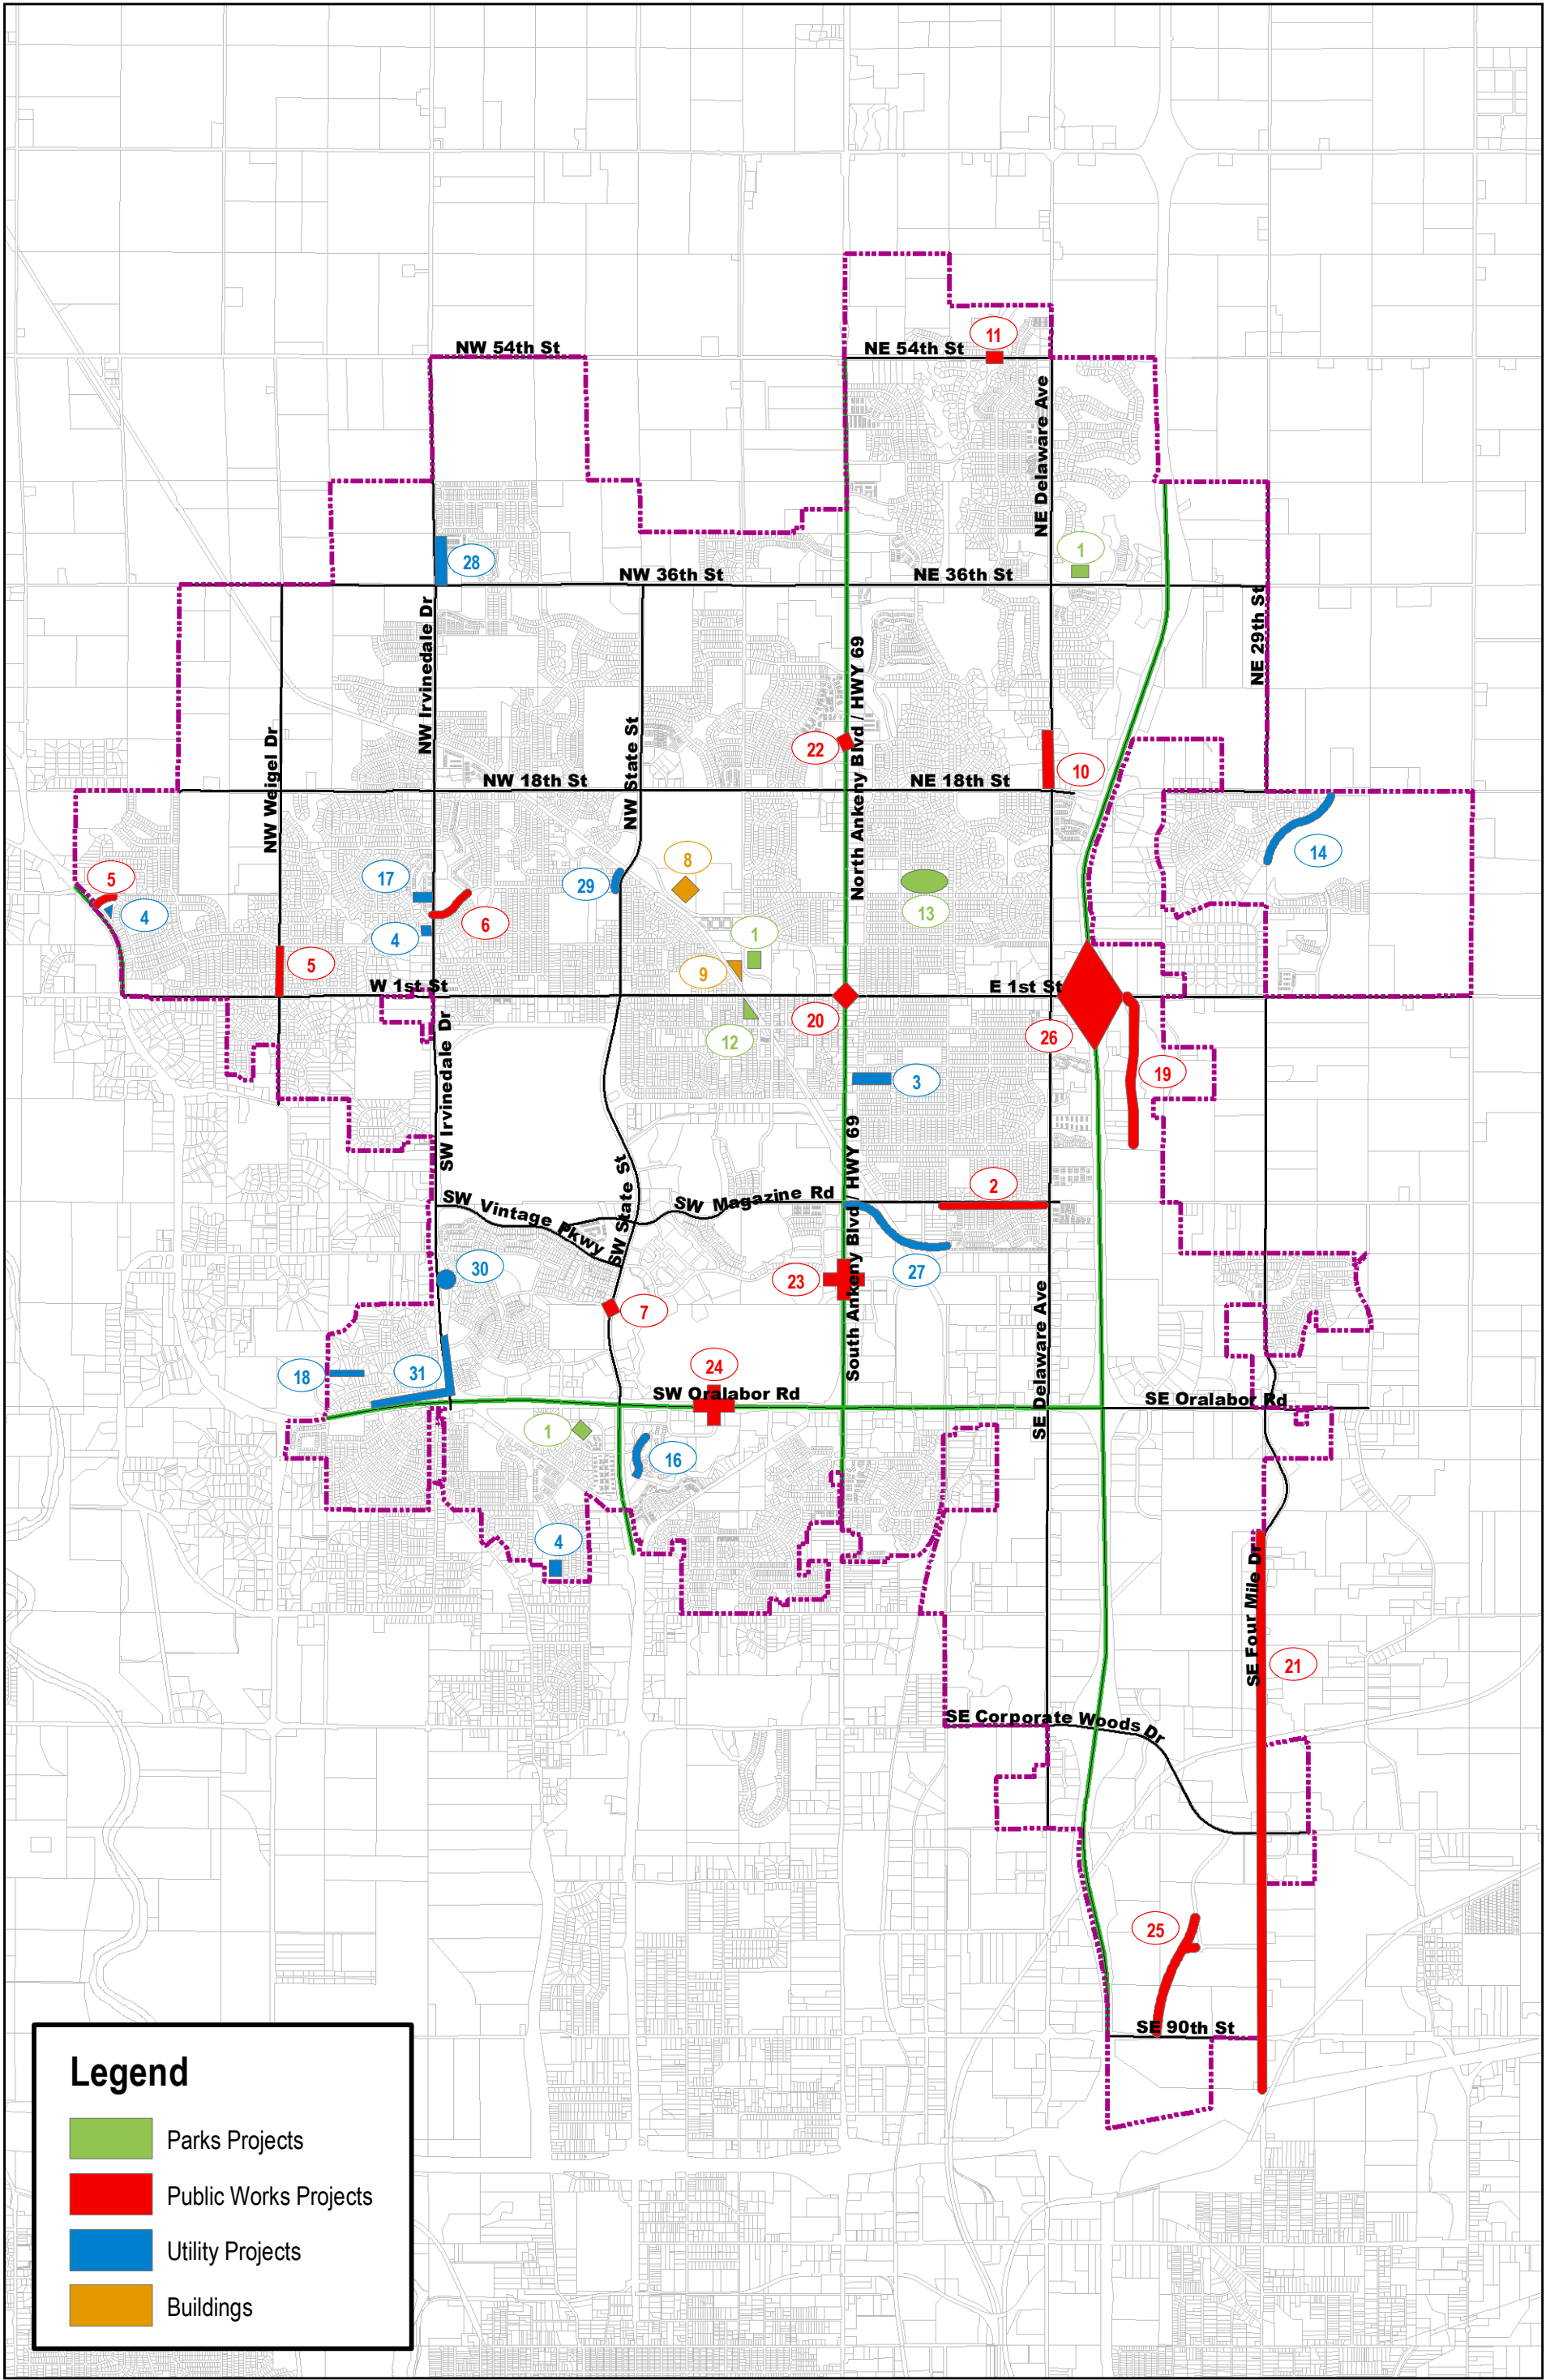 11
NW 54th St
NE 54th St
NE Delaware Ave
1
28
NW 36th St
NE 36th St
NW Irvinedale Dr
NE 29th St
North Ankeny Blvd / HWY 69
NW State St
NW Weigel Dr
22
10
NW 18th St
NE 18th St
14
8
5
17
29
4
13
6
4
1
5
9
W 1st St
E 1st St
20
26
12
SW Irvinedale Dr
19
3
South Ankeny Blvd / HWY 69
SW State St
2
SW Vintage Pkwy
SW Magazine Rd
30
27
23
7
SE Delaware Ave
24
18
31
SW Oralabor Rd
SE Oralabor Rd
1
16
4
SE Four Mile Dr
21
SE Corporate Woods Dr
25
SE 90th St
Legend
Parks Projects
Public Works Projects
Utility Projects
Buildings